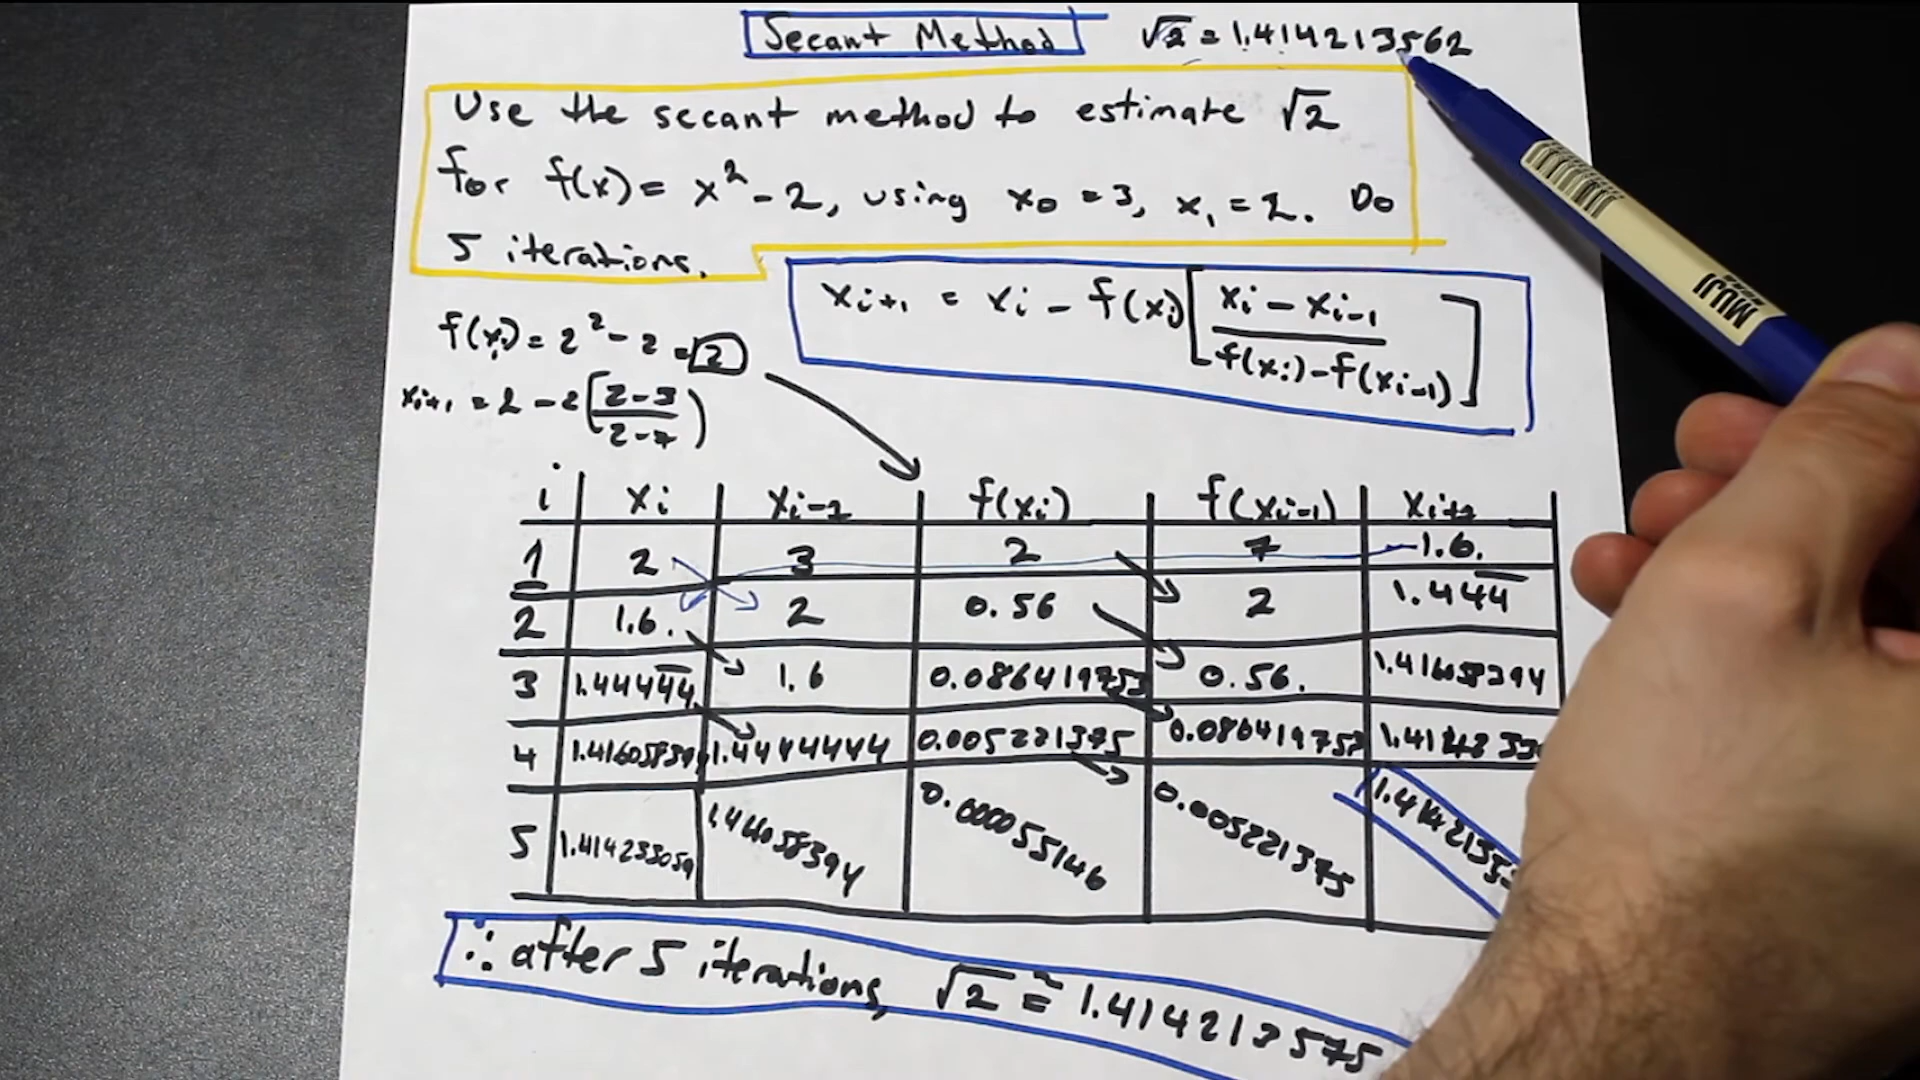 Secant Method √2 = 1.414213562
Use the secant method to estimate √2
for f(x) = x² - 2, using x₀ = 3, x₁ = 2. Do
5 iterations.
xᵢ₊₁ = xᵢ - f(xᵢ) [ xᵢ - xᵢ₋₁ / f(xᵢ) - f(xᵢ₋₁) ]
f(xᵢ) = 2² - 2 = 2
xᵢ₊₁ = 2 - 2 ( 2-3 / 2-7 )
i xᵢ xᵢ₋₁ f(xᵢ) f(xᵢ₋₁) xᵢ₊₁
1 2 3 2 7 1.6.
2 1.6. 2 0.56 2 1.444
3 1.44444 1.6 0.086419753 0.56. 1.416058394
4 1.41605839 1.4444444 0.005221375 0.086419753
5 1.414233059 1.416058394 0.000055146 0.005221375
∴ after 5 iterations, √2 ≅ 1.414213575
MUJI